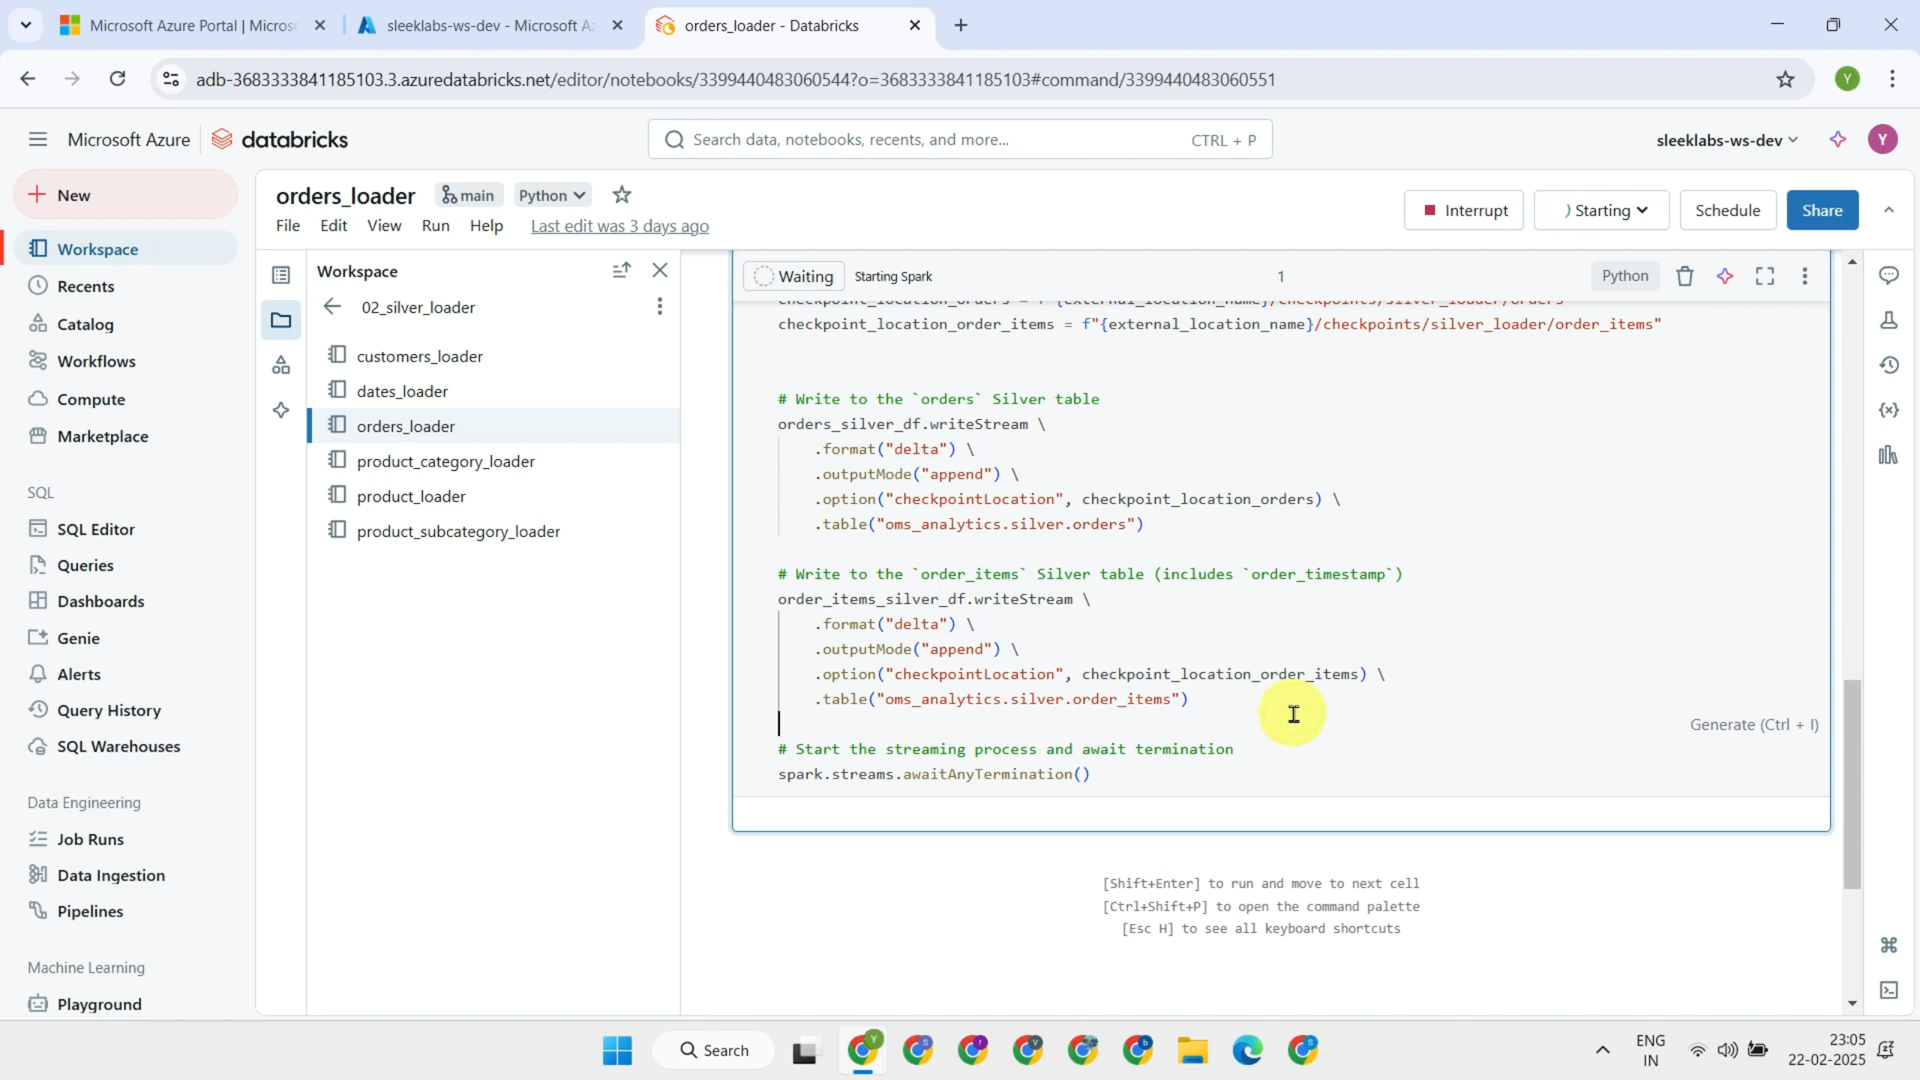 Microsoft Azure Portal | Micros
sleeklabs-ws-dev - Microsoft Az
orders_loader - Databricks
adb-3683333841185103.3.azuredatabricks.net/editor/notebooks/3399440483060544?o=3683333841185103#command/3399440483060551
Y
Microsoft Azure
databricks
Search data, notebooks, recents, and more...
CTRL + P
sleeklabs-ws-dev
Y
New
Workspace
Recents
Catalog
Workflows
Compute
Marketplace
SQL
SQL Editor
Queries
Dashboards
Genie
Alerts
Query History
SQL Warehouses
Data Engineering
Job Runs
Data Ingestion
Pipelines
Machine Learning
Playground
orders_loader
main
Python
File
Edit
View
Run
Help
Last edit was 3 days ago
Interrupt
Starting
Schedule
Share
Workspace
02_silver_loader
customers_loader
dates_loader
orders_loader
product_category_loader
product_loader
product_subcategory_loader
Waiting
Starting Spark
1
Python
checkpoint_location_orders = f"{external_location_name}/checkpoints/silver_loader/orders"
checkpoint_location_order_items = f"{external_location_name}/checkpoints/silver_loader/order_items"
# Write to the `orders` Silver table
orders_silver_df.writeStream \
.format("delta") \
.outputMode("append") \
.option("checkpointLocation", checkpoint_location_orders) \
.table("oms_analytics.silver.orders")
# Write to the `order_items` Silver table (includes `order_timestamp`)
order_items_silver_df.writeStream \
.format("delta") \
.outputMode("append") \
.option("checkpointLocation", checkpoint_location_order_items) \
.table("oms_analytics.silver.order_items")
Generate (Ctrl + I)
# Start the streaming process and await termination
spark.streams.awaitAnyTermination()
[Shift+Enter] to run and move to next cell
[Ctrl+Shift+P] to open the command palette
[Esc H] to see all keyboard shortcuts
Search
ENG
IN
23:05
22-02-2025